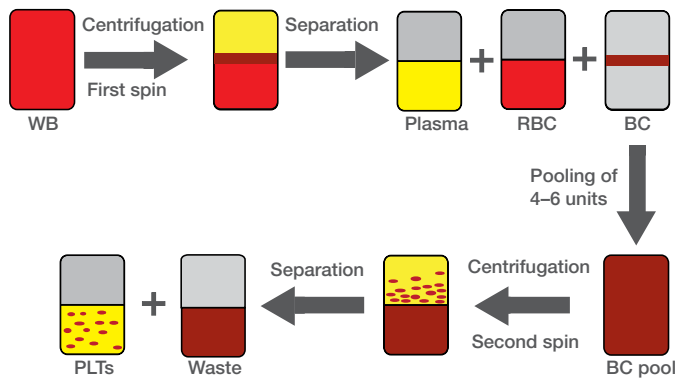 Centrifugation
First spin
Separation
WB
Plasma
RBC
BC
Pooling of
4–6 units
Separation
Centrifugation
Second spin
PLTs
Waste
BC pool